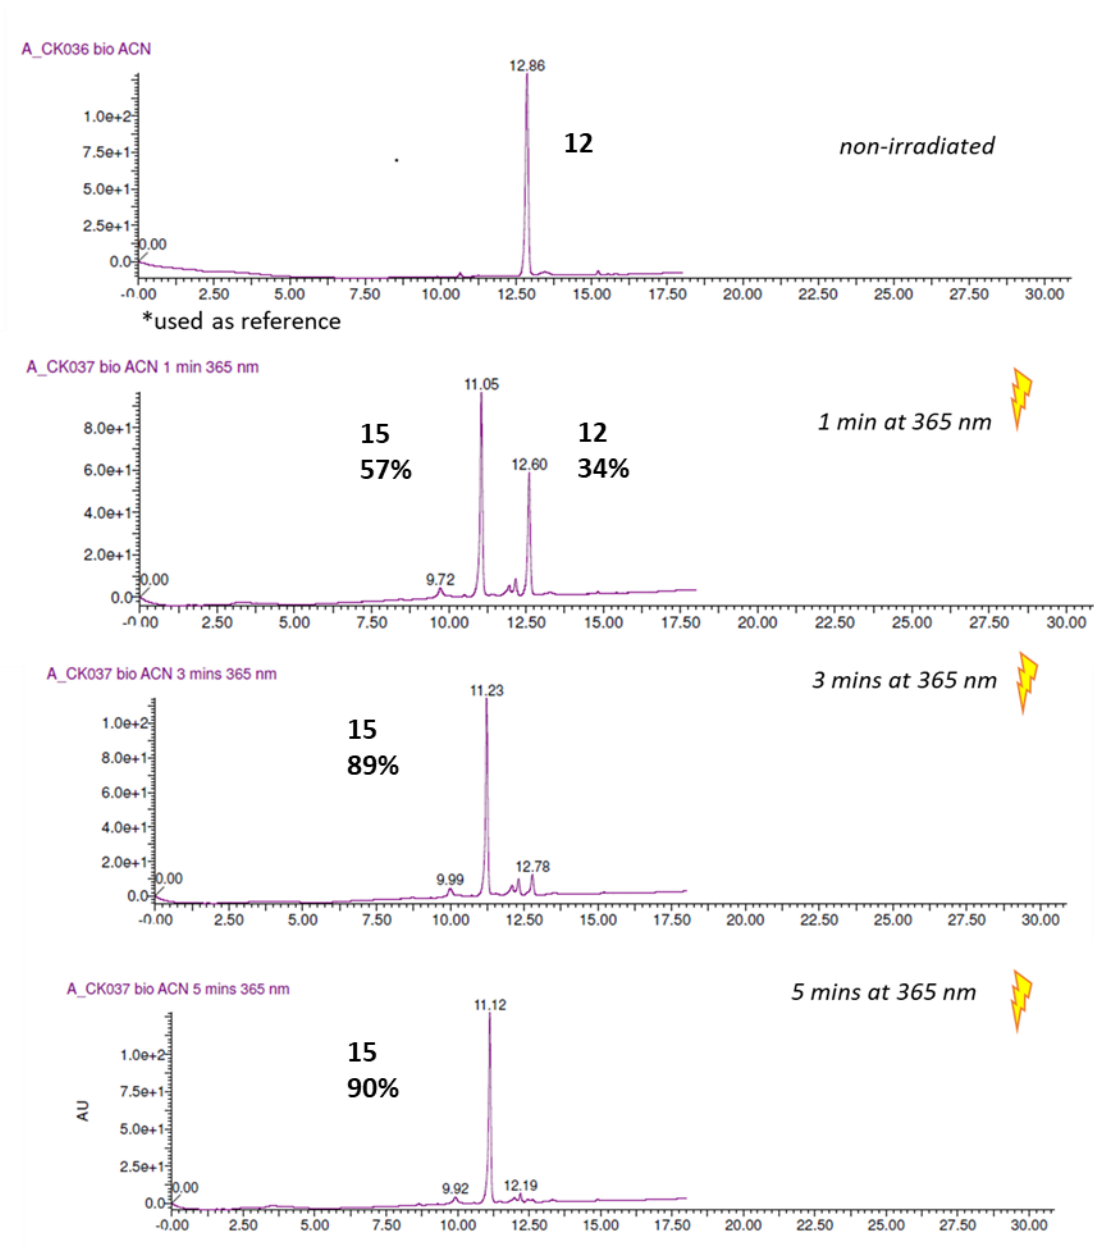 A_CK036 bio ACN
12.86
1.0e+2
12
non-irradiated
7.5e+1
5.0e+1
2.5e+1
0.00
0.0
-0.00 2.50 5.00 7.50 10.00 12.50 15.00 17.50 20.00 22.50 25.00 27.50 30.00
*used as reference
A_CK037 bio ACN 1 min 365 nm
11.05
1 min at 365 nm
8.0e+1
15
57%
12
34%
12.60
6.0e+1
4.0e+1
2.0e+1
9.72
0.00
0.0
-0.00 2.50 5.00 7.50 10.00 12.50 15.00 17.50 20.00 22.50 25.00 27.50 30.00
A_CK037 bio ACN 3 mins 365 nm
3 mins at 365 nm
11.23
1.0e+2
15
89%
8.0e+1
6.0e+1
4.0e+1
2.0e+1
0.00
9.99
12.78
0.0
-0.00 2.50 5.00 7.50 10.00 12.50 15.00 17.50 20.00 22.50 25.00 27.50 30.00
A_CK037 bio ACN 5 mins 365 nm
5 mins at 365 nm
11.12
1.0e+2
15
90%
7.5e+1
AU
5.0e+1
2.5e+1
0.00
9.92
12.19
0.0
-0.00 2.50 5.00 7.50 10.00 12.50 15.00 17.50 20.00 22.50 25.00 27.50 30.00